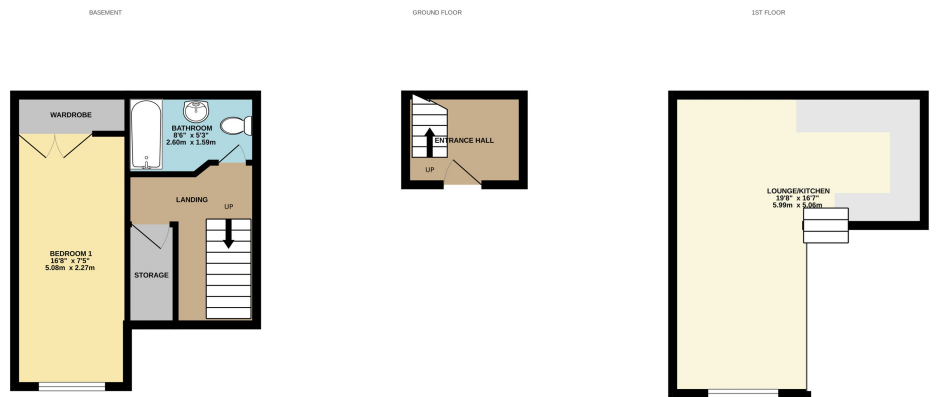 BASEMENT
GROUND FLOOR
1ST FLOOR
WARDROBE
BATHROOM
8'6" x 5'3"
2.60m x 1.59m
ENTRANCE HALL
UP
LANDING
UP
LOUNGE/KITCHEN
19'8" x 16'7"
5.99m x 5.06m
BEDROOM 1
16'8" x 7'5"
5.08m x 2.27m
STORAGE